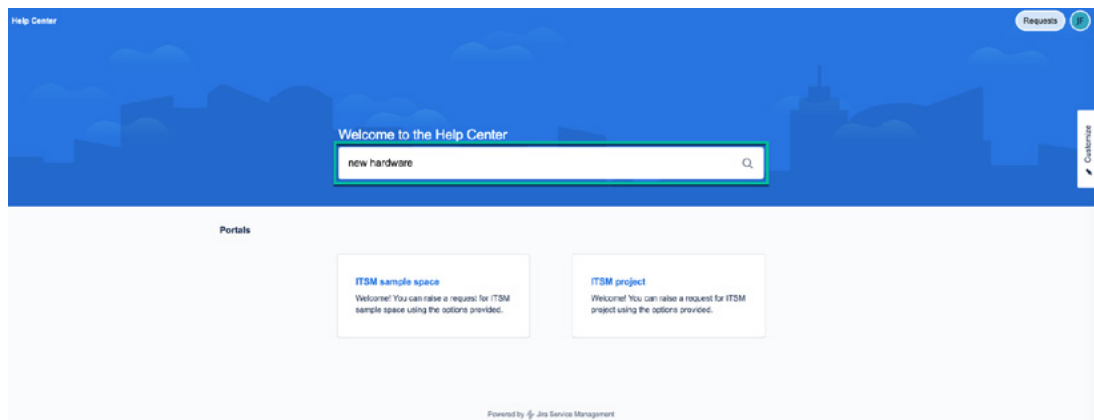 Help Center
Requests
JF
Welcome to the Help Center
new hardware
Customize
Portals
ITSM sample space
Welcome! You can raise a request for ITSM
sample space using the options provided.
ITSM project
Welcome! You can raise a request for ITSM
project using the options provided.
Powered by Jira Service Management